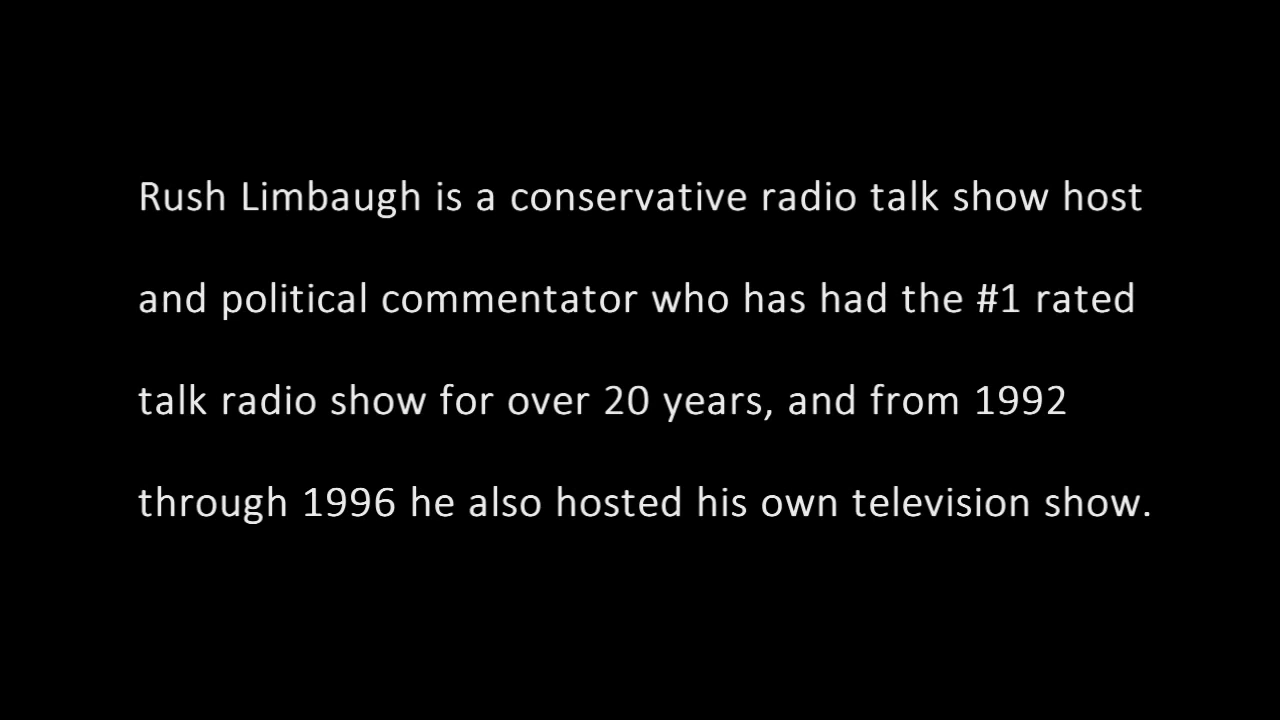 Rush Limbaugh is a conservative radio talk show host
and political commentator who has had the #1 rated
talk radio show for over 20 years, and from 1992
through 1996 he also hosted his own television show.